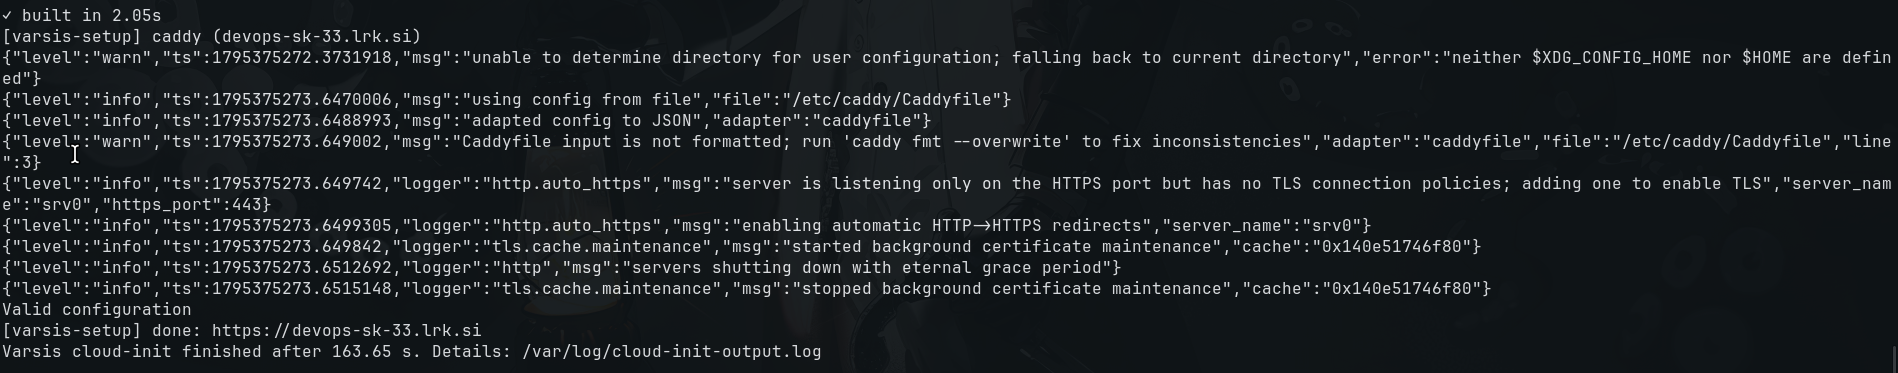 ✓ built in 2.05s
[varsis-setup] caddy (devops-sk-33.lrk.si)
{"level":"warn","ts":1795375272.3731918,"msg":"unable to determine directory for user configuration; falling back to current directory","error":"neither $XDG_CONFIG_HOME nor $HOME are defin
ed"}
{"level":"info","ts":1795375273.6470006,"msg":"using config from file","file":"/etc/caddy/Caddyfile"}
{"level":"info","ts":1795375273.6488993,"msg":"adapted config to JSON","adapter":"caddyfile"}
{"level":"warn","ts":1795375273.649002,"msg":"Caddyfile input is not formatted; run 'caddy fmt --overwrite' to fix inconsistencies","adapter":"caddyfile","file":"/etc/caddy/Caddyfile","line
":3}
{"level":"info","ts":1795375273.649742,"logger":"http.auto_https","msg":"server is listening only on the HTTPS port but has no TLS connection policies; adding one to enable TLS","server_nam
e":"srv0","https_port":443}
{"level":"info","ts":1795375273.6499305,"logger":"http.auto_https","msg":"enabling automatic HTTP->HTTPS redirects","server_name":"srv0"}
{"level":"info","ts":1795375273.649842,"logger":"tls.cache.maintenance","msg":"started background certificate maintenance","cache":"0x140e51746f80"}
{"level":"info","ts":1795375273.6512692,"logger":"http","msg":"servers shutting down with eternal grace period"}
{"level":"info","ts":1795375273.6515148,"logger":"tls.cache.maintenance","msg":"stopped background certificate maintenance","cache":"0x140e51746f80"}
Valid configuration
[varsis-setup] done: https://devops-sk-33.lrk.si
Varsis cloud-init finished after 163.65 s. Details: /var/log/cloud-init-output.log